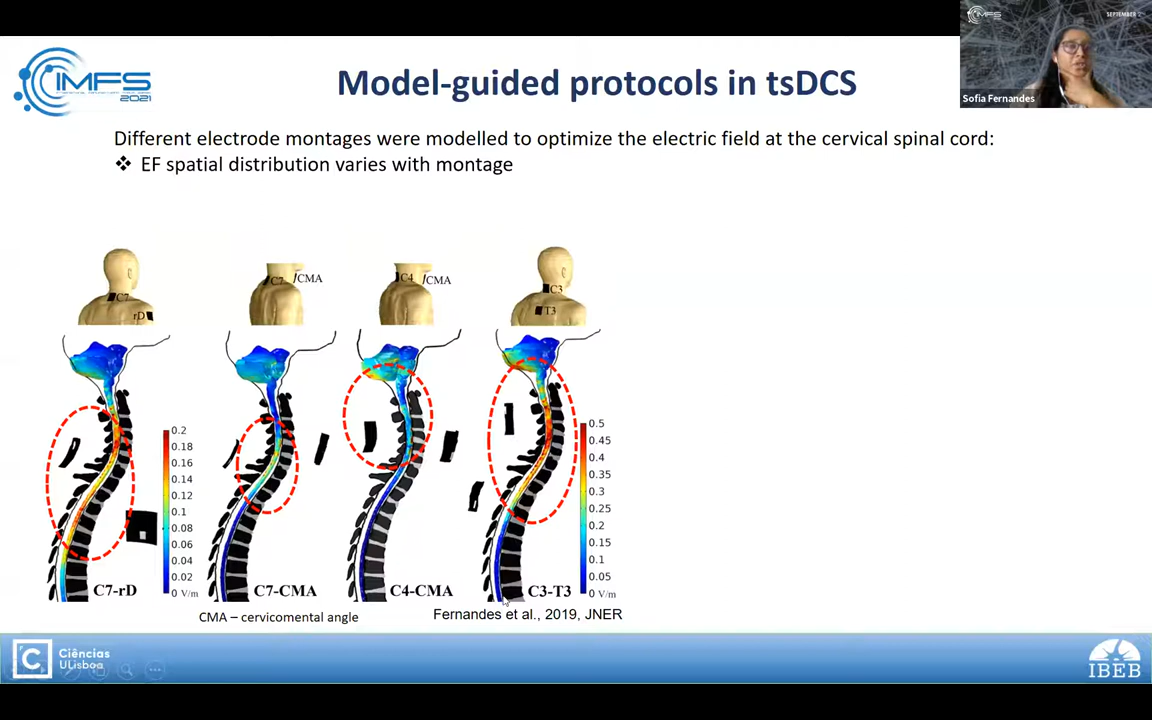 IMFS
2021
Model-guided protocols in tsDCS
IMFS
SEPTEMBER
Sofia Fernandes
Different electrode montages were modelled to optimize the electric field at the cervical spinal cord:
❖ EF spatial distribution varies with montage
C7
rD
C7
CMA
C4
CMA
C3
T3
0.2
0.18
0.16
0.14
0.12
0.1
0.08
0.06
0.04
0.02
0 V/m
0.5
0.45
0.4
0.35
0.3
0.25
0.2
0.15
0.1
0.05
0 V/m
C7-rD
C7-CMA
C4-CMA
C3-T3
CMA – cervicomental angle
Fernandes et al., 2019, JNER
C
Ciências
ULisboa
IBEB